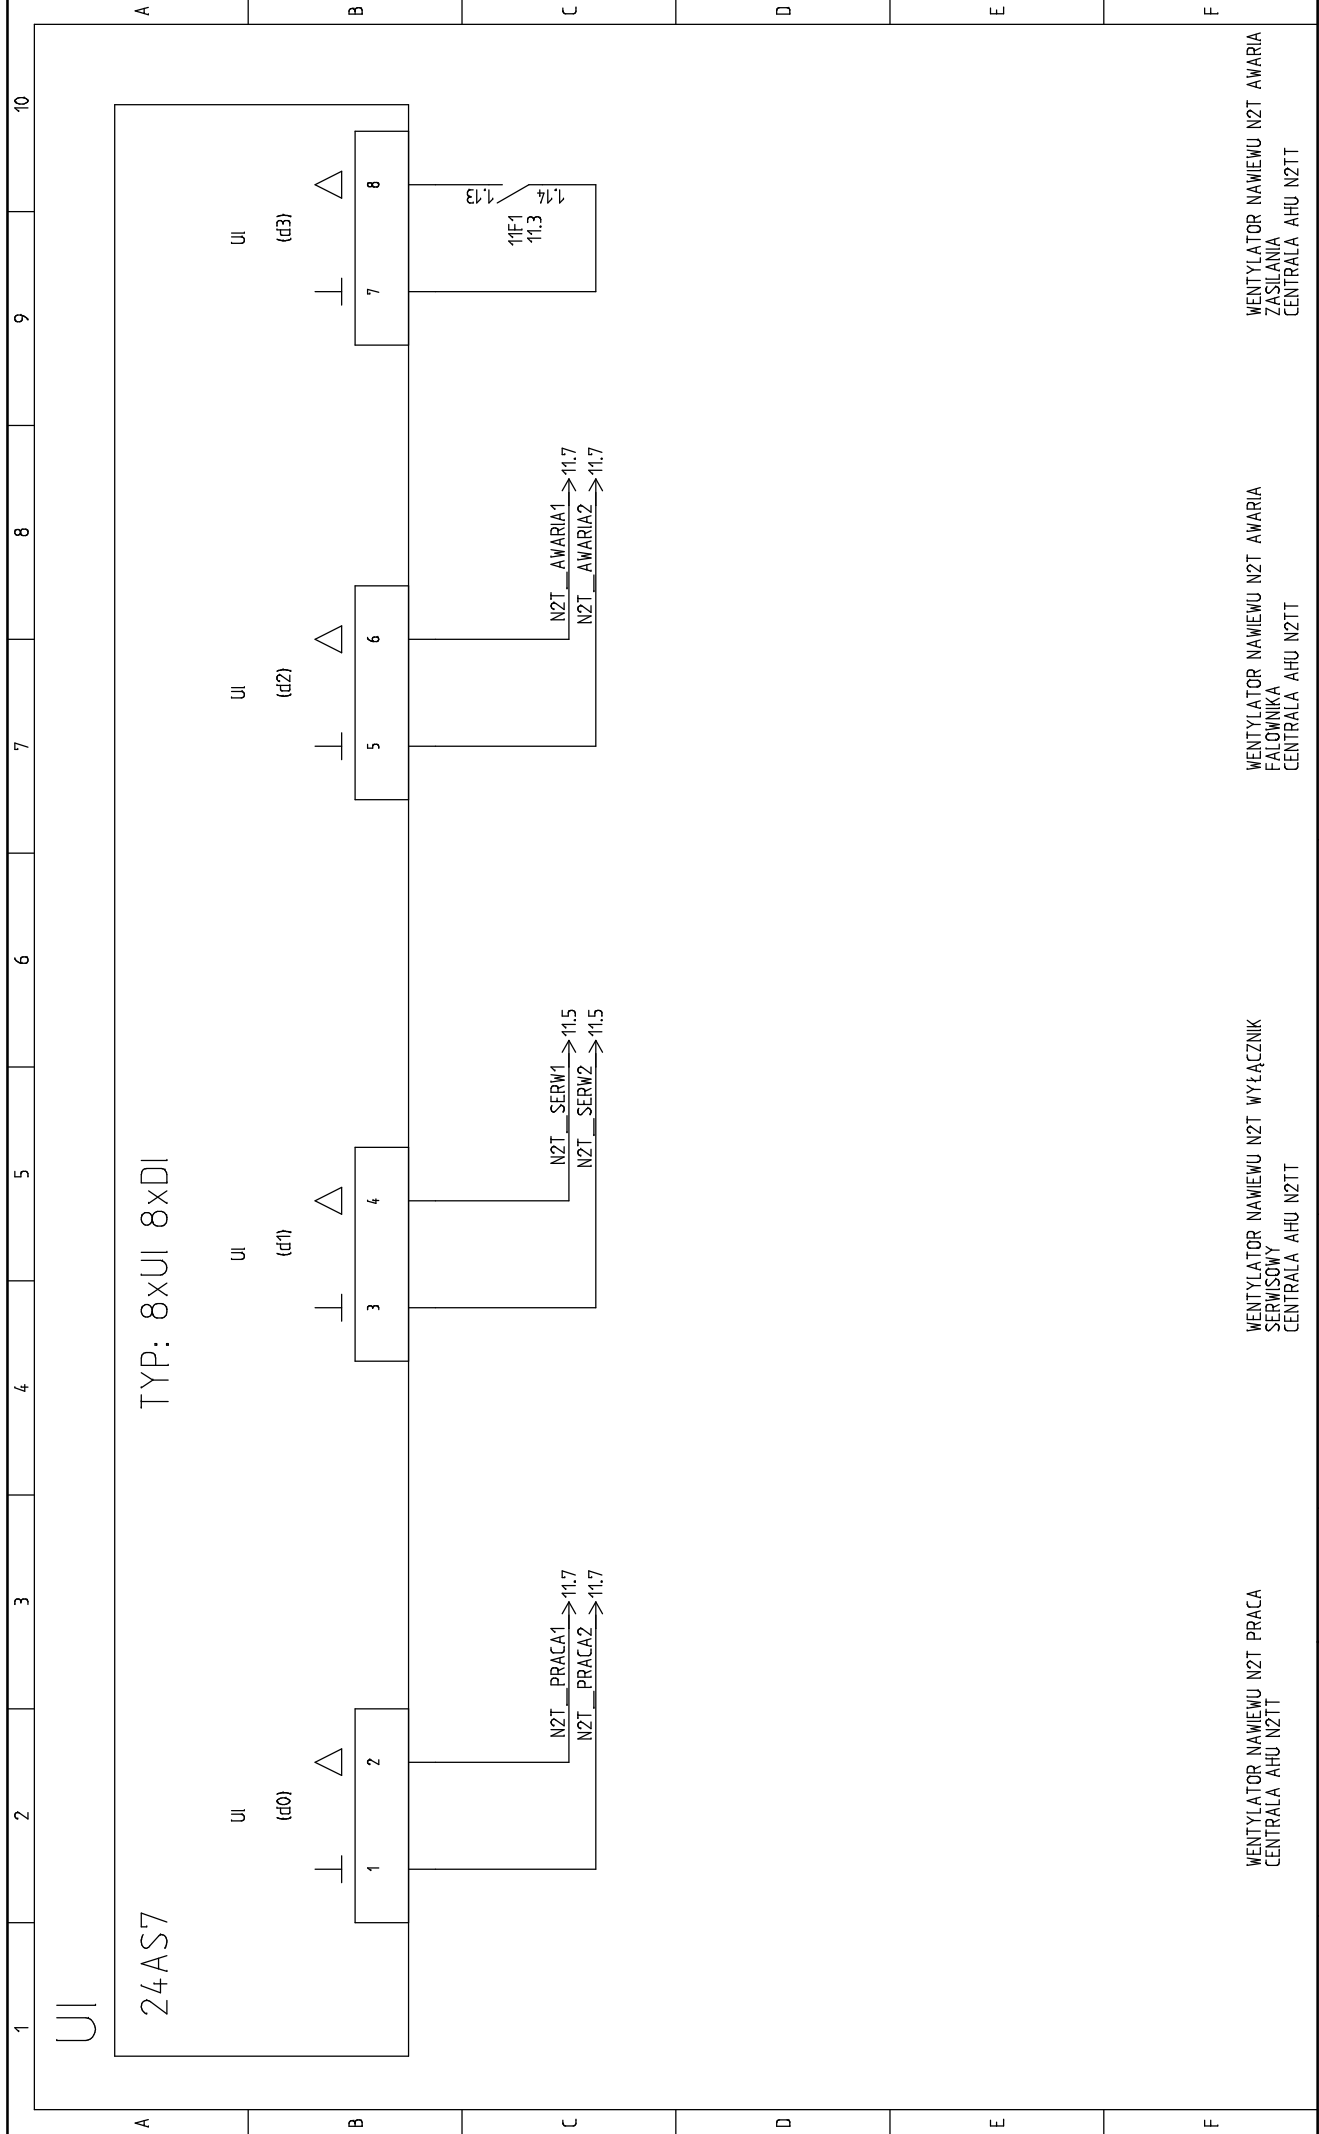 1 2 3 4 5 6 7 8 9 10
A A
B B
C C
D D
E E
F F
UI
24AS7
TYP: 8xUI 8xDI
UI
(d0)
1 2
N2T_PRACA1 11.7
N2T_PRACA2 11.7
UI
(d1)
3 4
N2T_SERW1 11.5
N2T_SERW2 11.5
UI
(d2)
5 6
N2T_AWARIA1 11.7
N2T_AWARIA2 11.7
UI
(d3)
7 8
1.13
1.14
11F1
11.3
WENTYLATOR NAWIEWU N2T PRACA
CENTRALA AHU N2TT
WENTYLATOR NAWIEWU N2T WYŁĄCZNIK
SERWISOWY
CENTRALA AHU N2TT
WENTYLATOR NAWIEWU N2T AWARIA
FALOWNIKA
CENTRALA AHU N2TT
WENTYLATOR NAWIEWU N2T AWARIA
ZASILANIA
CENTRALA AHU N2TT